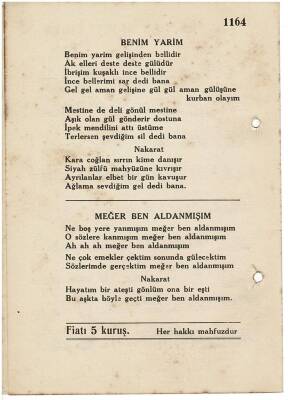 1164
BENİM YARİM
Benim yarim gelişinden bellidir
Ak elleri deste deste gülüdür
İbrişim kuşaklı ince bellidir
İnce bellerimi sar dedi bana
Gel gel aman gelişine gül gül aman gülüşüne
kurban olayım
Mestine de deli gönül mestine
Aşık olan gül gönderir dostuna
İpek mendilini attı üstüme
Terlersen şevdiğim sil dedi bana
Nakarat
Kara coğlan sırrın kime danışır
Siyah zülfü mahyüzüne kıvrışır
Ayrılanlar elbet bir gün kavuşur
Ağlama sevdiğim gel dedi bana.
MEĞER BEN ALDANMIŞIM
Ne boş yere yanmışım meğer ben aldanmışım
O sözlere kanmışım meğer ben aldanmışım
Ah ah ah meğer ben aldanmışım
Ne çok emekler çektim sonunda gülecektim
Sözlerimde gerçektim meğer ben aldanmışım
Nakarat
Hayatım bir ateşti gönlüm ona bir eşti
Bu aşkta böyle geçti meğer ben aldanmışım.
Fiatı 5 kuruş. Her hakkı mahfuzdur